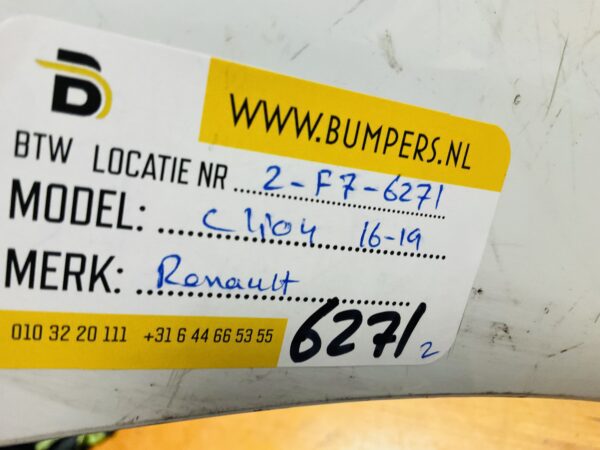 B
WWW.BUMPERS.NL
BTW LOCATIE NR 2-F7-6271
MODEL: Clio4 16-19
MERK: Renault
010 32 20 111 +31 6 44 66 53 55
6271 2